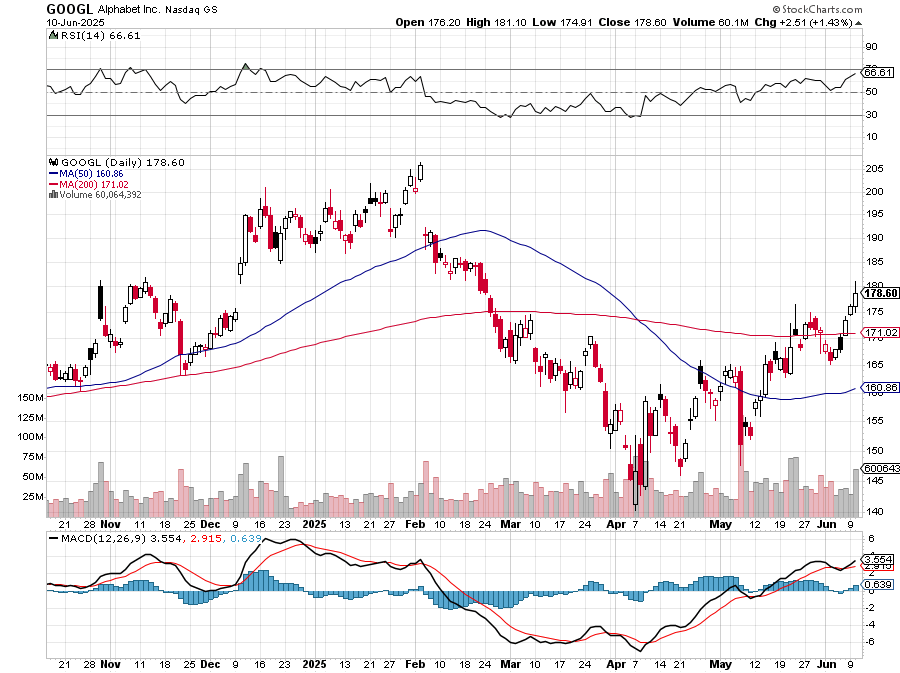 GOOGL Alphabet Inc. Nasdaq GS
© StockCharts.com
10-Jun-2025
Open 176.20 High 181.10 Low 174.91 Close 178.60 Volume 60.1M Chg +2.51 (+1.43%)
RSI(14) 66.61
90
70
66.61
50
30
10
GOOGL (Daily) 178.60
MA(50) 160.86
MA(200) 171.02
Volume 60,064,392
205
200
195
190
185
180
178.60
175
171.02
165
160.86
155
150
145
140
150M
125M
100M
75M
50M
25M
600643
21 28 Nov 11 18 25 Dec 9 16 23 2025 13 21 27 Feb 10 18 24 Mar 10 17 24 Apr 7 14 21 May 12 19 27 Jun 9
MACD(12,26,9) 3.554, 2.915, 0.639
6
4
3.554
2.915
2
0.639
0
-2
-4
-6
21 28 Nov 11 18 25 Dec 9 16 23 2025 13 21 27 Feb 10 18 24 Mar 10 17 24 Apr 7 14 21 May 12 19 27 Jun 9